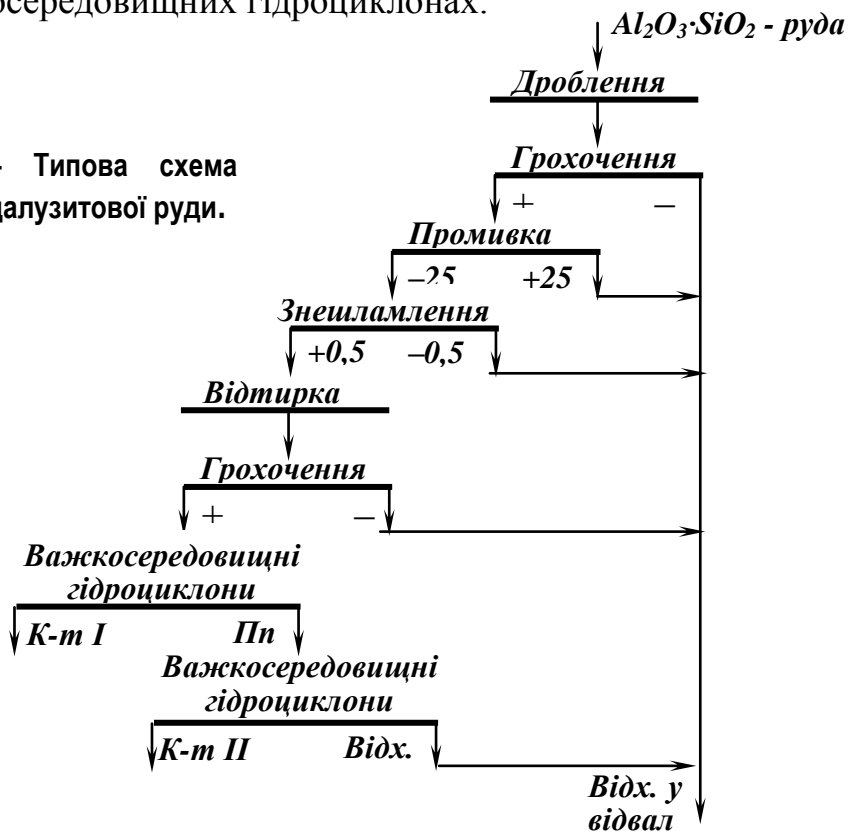 середовищних гідроциклонах.
Al₂O₃·SiO₂ - руда
Дроблення
Типова схема
Грохочення
далузитової руди.
+ –
Промивка
–25 +25
Знешламлення
+0,5 –0,5
Відтирка
Грохочення
+ –
Важкосередовищні
гідроциклони
К-т I Пп
Важкосередовищні
гідроциклони
К-т II Відх.
Відх. у
відвал